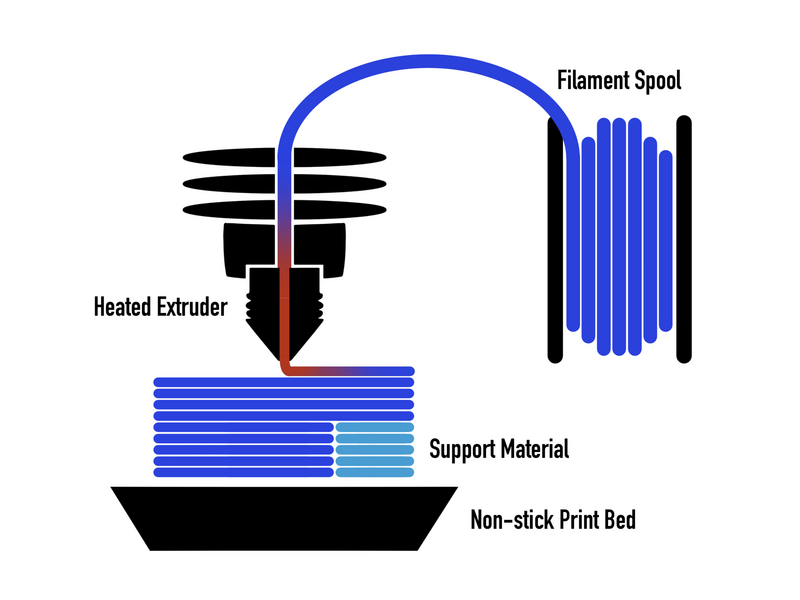 Filament Spool
Heated Extruder
Support Material
Non-stick Print Bed